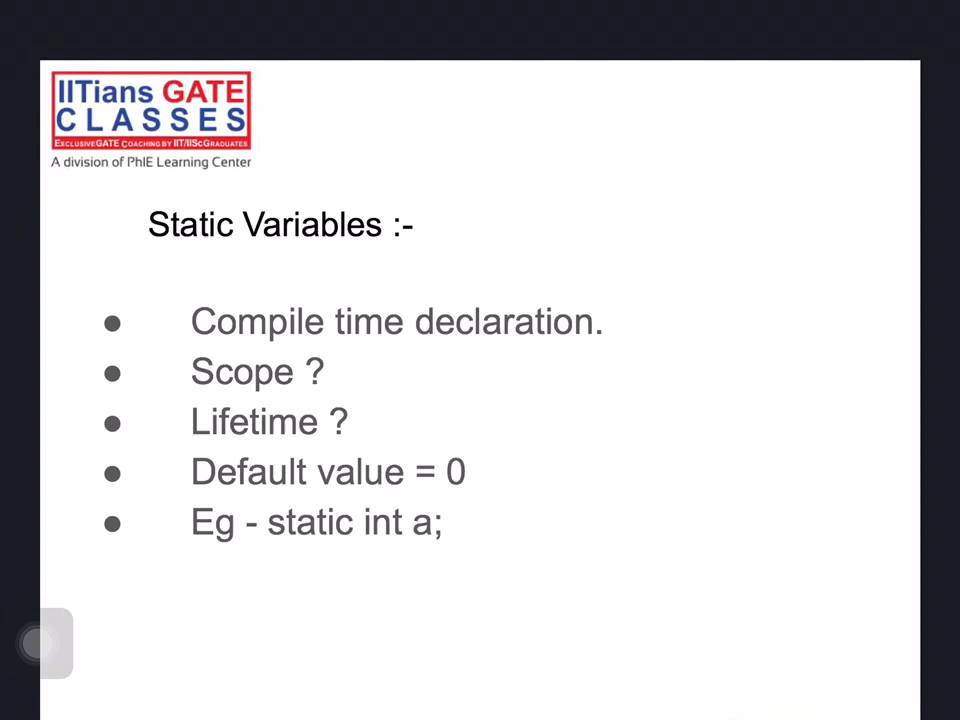 IITians GATE
CLASSES
EXCLUSIVE GATE COACHING BY IIT/IISc GRADUATES
A division of PhIE Learning Center
Static Variables :-
● Compile time declaration.
● Scope ?
● Lifetime ?
● Default value = 0
● Eg - static int a;